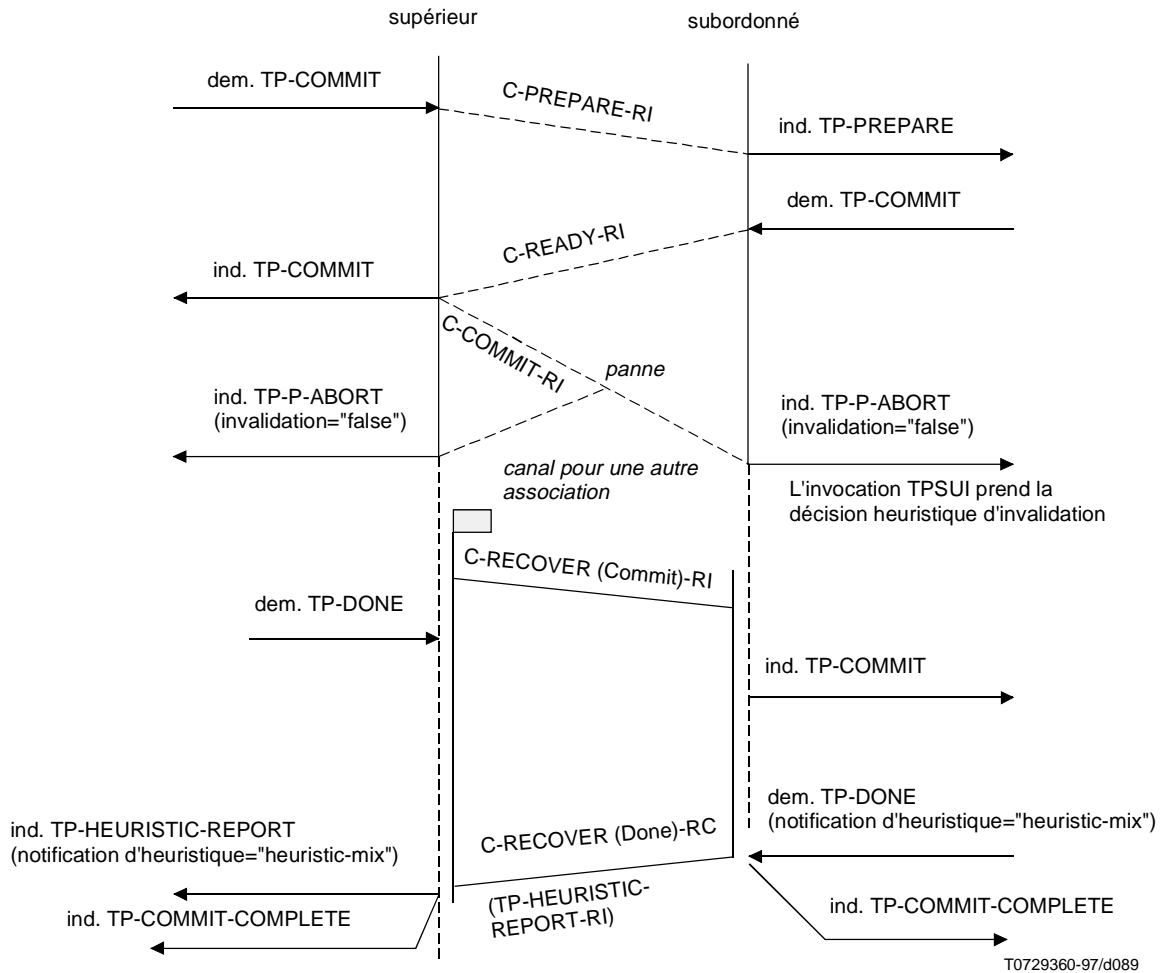 supérieur
subordonné
dem. TP-COMMIT
C-PREPARE-RI
ind. TP-PREPARE
dem. TP-COMMIT
C-READY-RI
ind. TP-COMMIT
C-COMMIT-RI
panne
ind. TP-P-ABORT
(invalidation="false")
ind. TP-P-ABORT
(invalidation="false")
canal pour une autre
association
L'invocation TPSUI prend la
décision heuristique d'invalidation
C-RECOVER (Commit)-RI
dem. TP-DONE
ind. TP-COMMIT
dem. TP-DONE
(notification d'heuristique="heuristic-mix")
ind. TP-HEURISTIC-REPORT
(notification d'heuristique="heuristic-mix")
C-RECOVER (Done)-RC
(TP-HEURISTIC-
REPORT-RI)
ind. TP-COMMIT-COMPLETE
ind. TP-COMMIT-COMPLETE
T0729360-97/d089